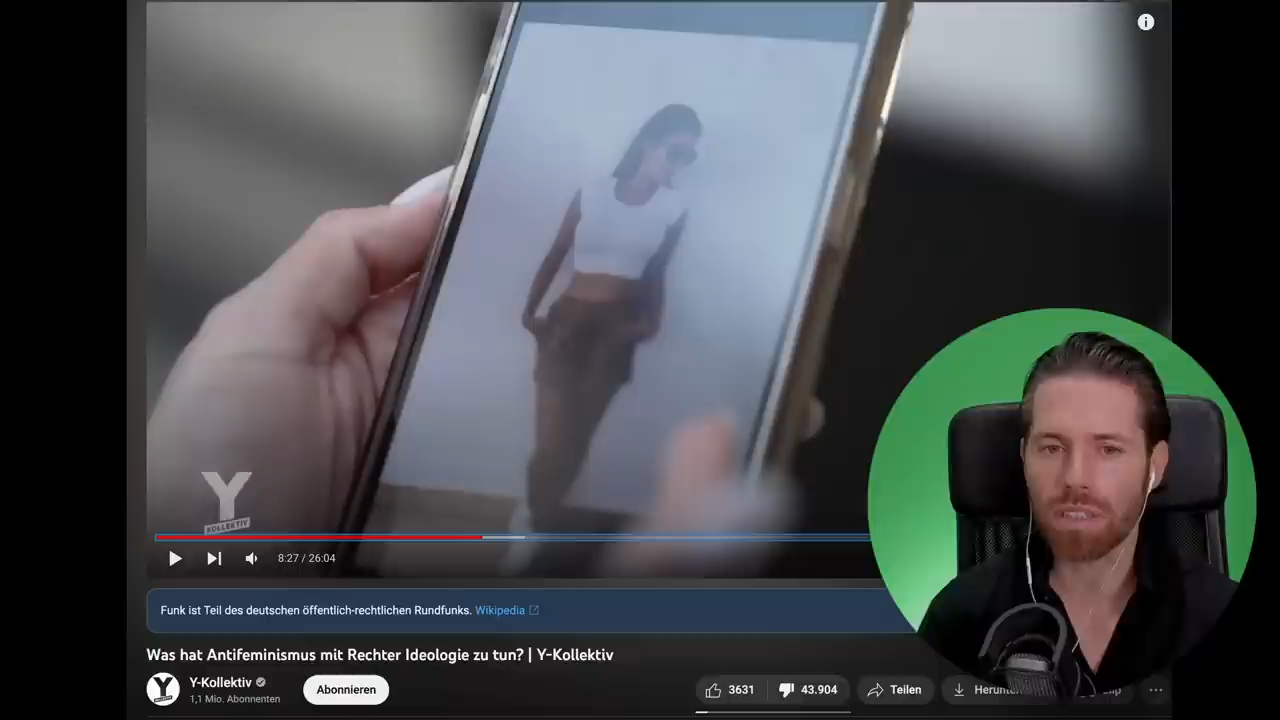 Y
KOLLEKTIV
8:27 / 26:04
Funk ist Teil des deutschen öffentlich-rechtlichen Rundfunks. Wikipedia
Was hat Antifeminismus mit Rechter Ideologie zu tun? | Y-Kollektiv
Y
KOLLEKTIV
Y-Kollektiv
1,1 Mio. Abonnenten
Abonnieren
3631
43.904
Teilen